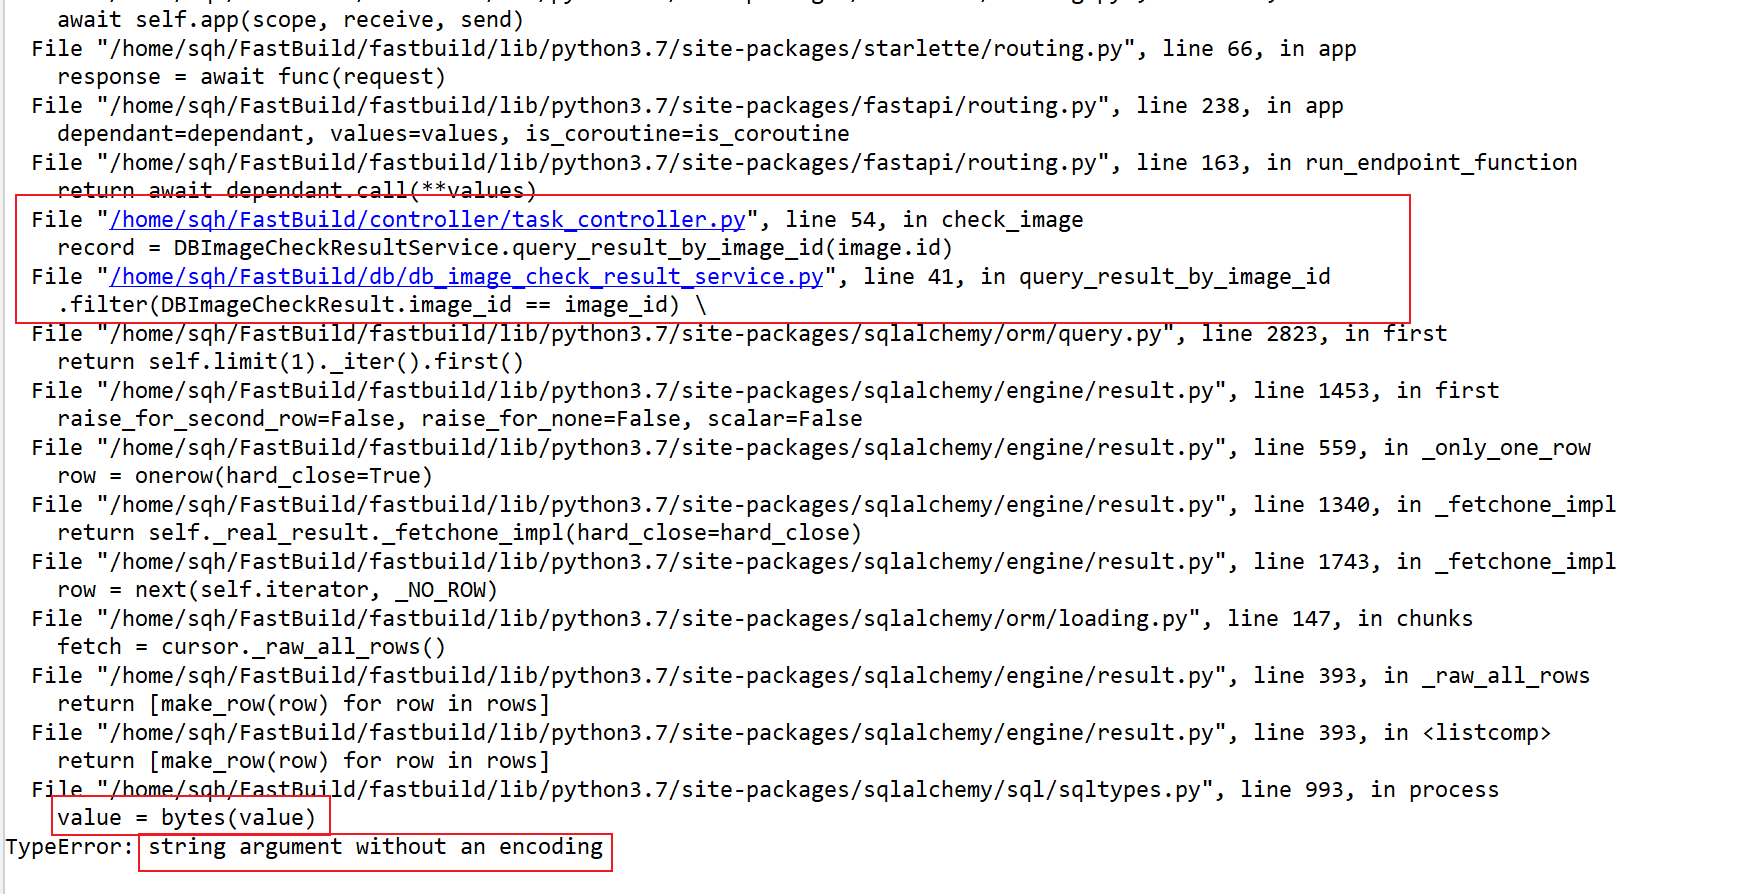 await self.app(scope, receive, send)
File "/home/sqh/FastBuild/fastbuild/lib/python3.7/site-packages/starlette/routing.py", line 66, in app
response = await func(request)
File "/home/sqh/FastBuild/fastbuild/lib/python3.7/site-packages/fastapi/routing.py", line 238, in app
dependant=dependant, values=values, is_coroutine=is_coroutine
File "/home/sqh/FastBuild/fastbuild/lib/python3.7/site-packages/fastapi/routing.py", line 163, in run_endpoint_function
return await dependant.call(**values)
File "/home/sqh/FastBuild/controller/task_controller.py", line 54, in check_image
record = DBImageCheckResultService.query_result_by_image_id(image.id)
File "/home/sqh/FastBuild/db/db_image_check_result_service.py", line 41, in query_result_by_image_id
.filter(DBImageCheckResult.image_id == image_id) \
File "/home/sqh/FastBuild/fastbuild/lib/python3.7/site-packages/sqlalchemy/orm/query.py", line 2823, in first
return self.limit(1)._iter().first()
File "/home/sqh/FastBuild/fastbuild/lib/python3.7/site-packages/sqlalchemy/engine/result.py", line 1453, in first
raise_for_second_row=False, raise_for_none=False, scalar=False
File "/home/sqh/FastBuild/fastbuild/lib/python3.7/site-packages/sqlalchemy/engine/result.py", line 559, in _only_one_row
row = onerow(hard_close=True)
File "/home/sqh/FastBuild/fastbuild/lib/python3.7/site-packages/sqlalchemy/engine/result.py", line 1340, in _fetchone_impl
return self._real_result._fetchone_impl(hard_close=hard_close)
File "/home/sqh/FastBuild/fastbuild/lib/python3.7/site-packages/sqlalchemy/engine/result.py", line 1743, in _fetchone_impl
row = next(self.iterator, _NO_ROW)
File "/home/sqh/FastBuild/fastbuild/lib/python3.7/site-packages/sqlalchemy/orm/loading.py", line 147, in chunks
fetch = cursor._raw_all_rows()
File "/home/sqh/FastBuild/fastbuild/lib/python3.7/site-packages/sqlalchemy/engine/result.py", line 393, in _raw_all_rows
return [make_row(row) for row in rows]
File "/home/sqh/FastBuild/fastbuild/lib/python3.7/site-packages/sqlalchemy/engine/result.py", line 393, in <listcomp>
return [make_row(row) for row in rows]
File "/home/sqh/FastBuild/fastbuild/lib/python3.7/site-packages/sqlalchemy/sql/sqltypes.py", line 993, in process
value = bytes(value)
TypeError: string argument without an encoding